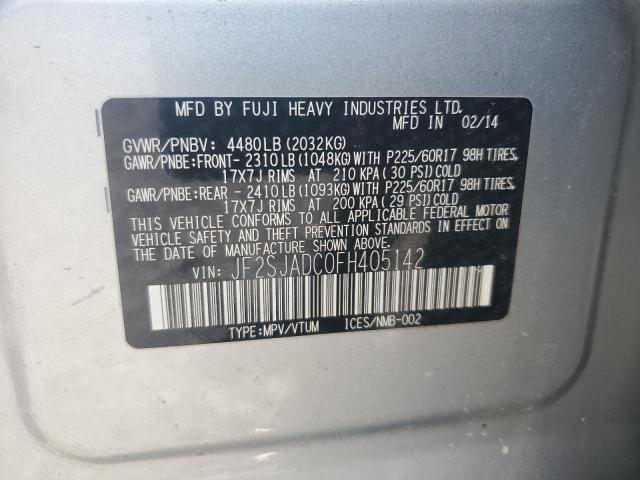 MFD BY FUJI HEAVY INDUSTRIES LTD.
MFD IN 02/14
GVWR/PNBV: 4480LB(2032KG)
GAWR/PNBE:FRONT- 2310LB(1048KG)WITH P225/60R17 98H TIRES,
17X7J RIMS AT 210 KPA( 30 PSI)COLD
GAWR/PNBE:REAR - 2410LB(1093KG)WITH P225/60R17 98H TIRES,
17X7J RIMS AT 200 KPA( 29 PSI)COLD
THIS VEHICLE CONFORMS TO ALL APPLICABLE FEDERAL MOTOR
VEHICLE SAFETY AND THEFT PREVENTION STANDARDS IN EFFECT ON
THE DATE OF MANUFACTURE SHOWN ABOVE.
VIN: JF2SJADC0FH405142
TYPE:MPV/VTUM ICES/NMB-002